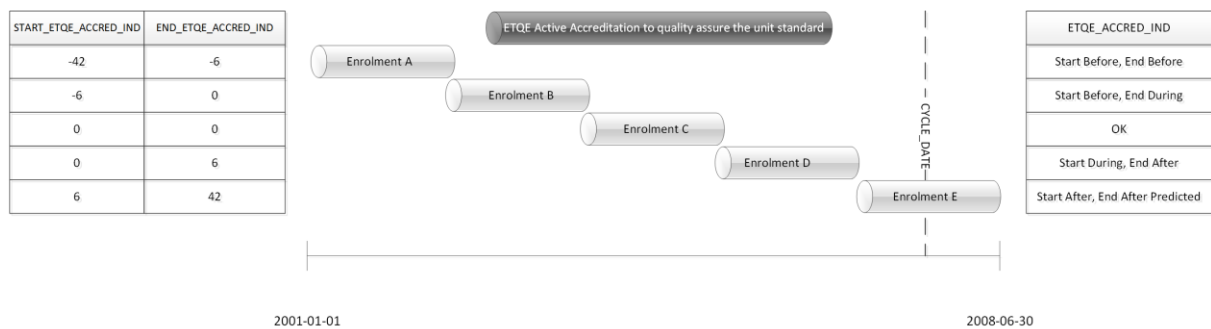 START_ETQE_ACCRED_IND END_ETQE_ACCRED_IND ETQE Active Accreditation to quality assure the unit standard ETQE_ACCRED_IND
-42 -6 Enrolment A Start Before, End Before
-6 0 Enrolment B Start Before, End During
0 0 Enrolment C OK
CYCLE_DATE
0 6 Enrolment D Start During, End After
6 42 Enrolment E Start After, End After Predicted
2001-01-01 2008-06-30